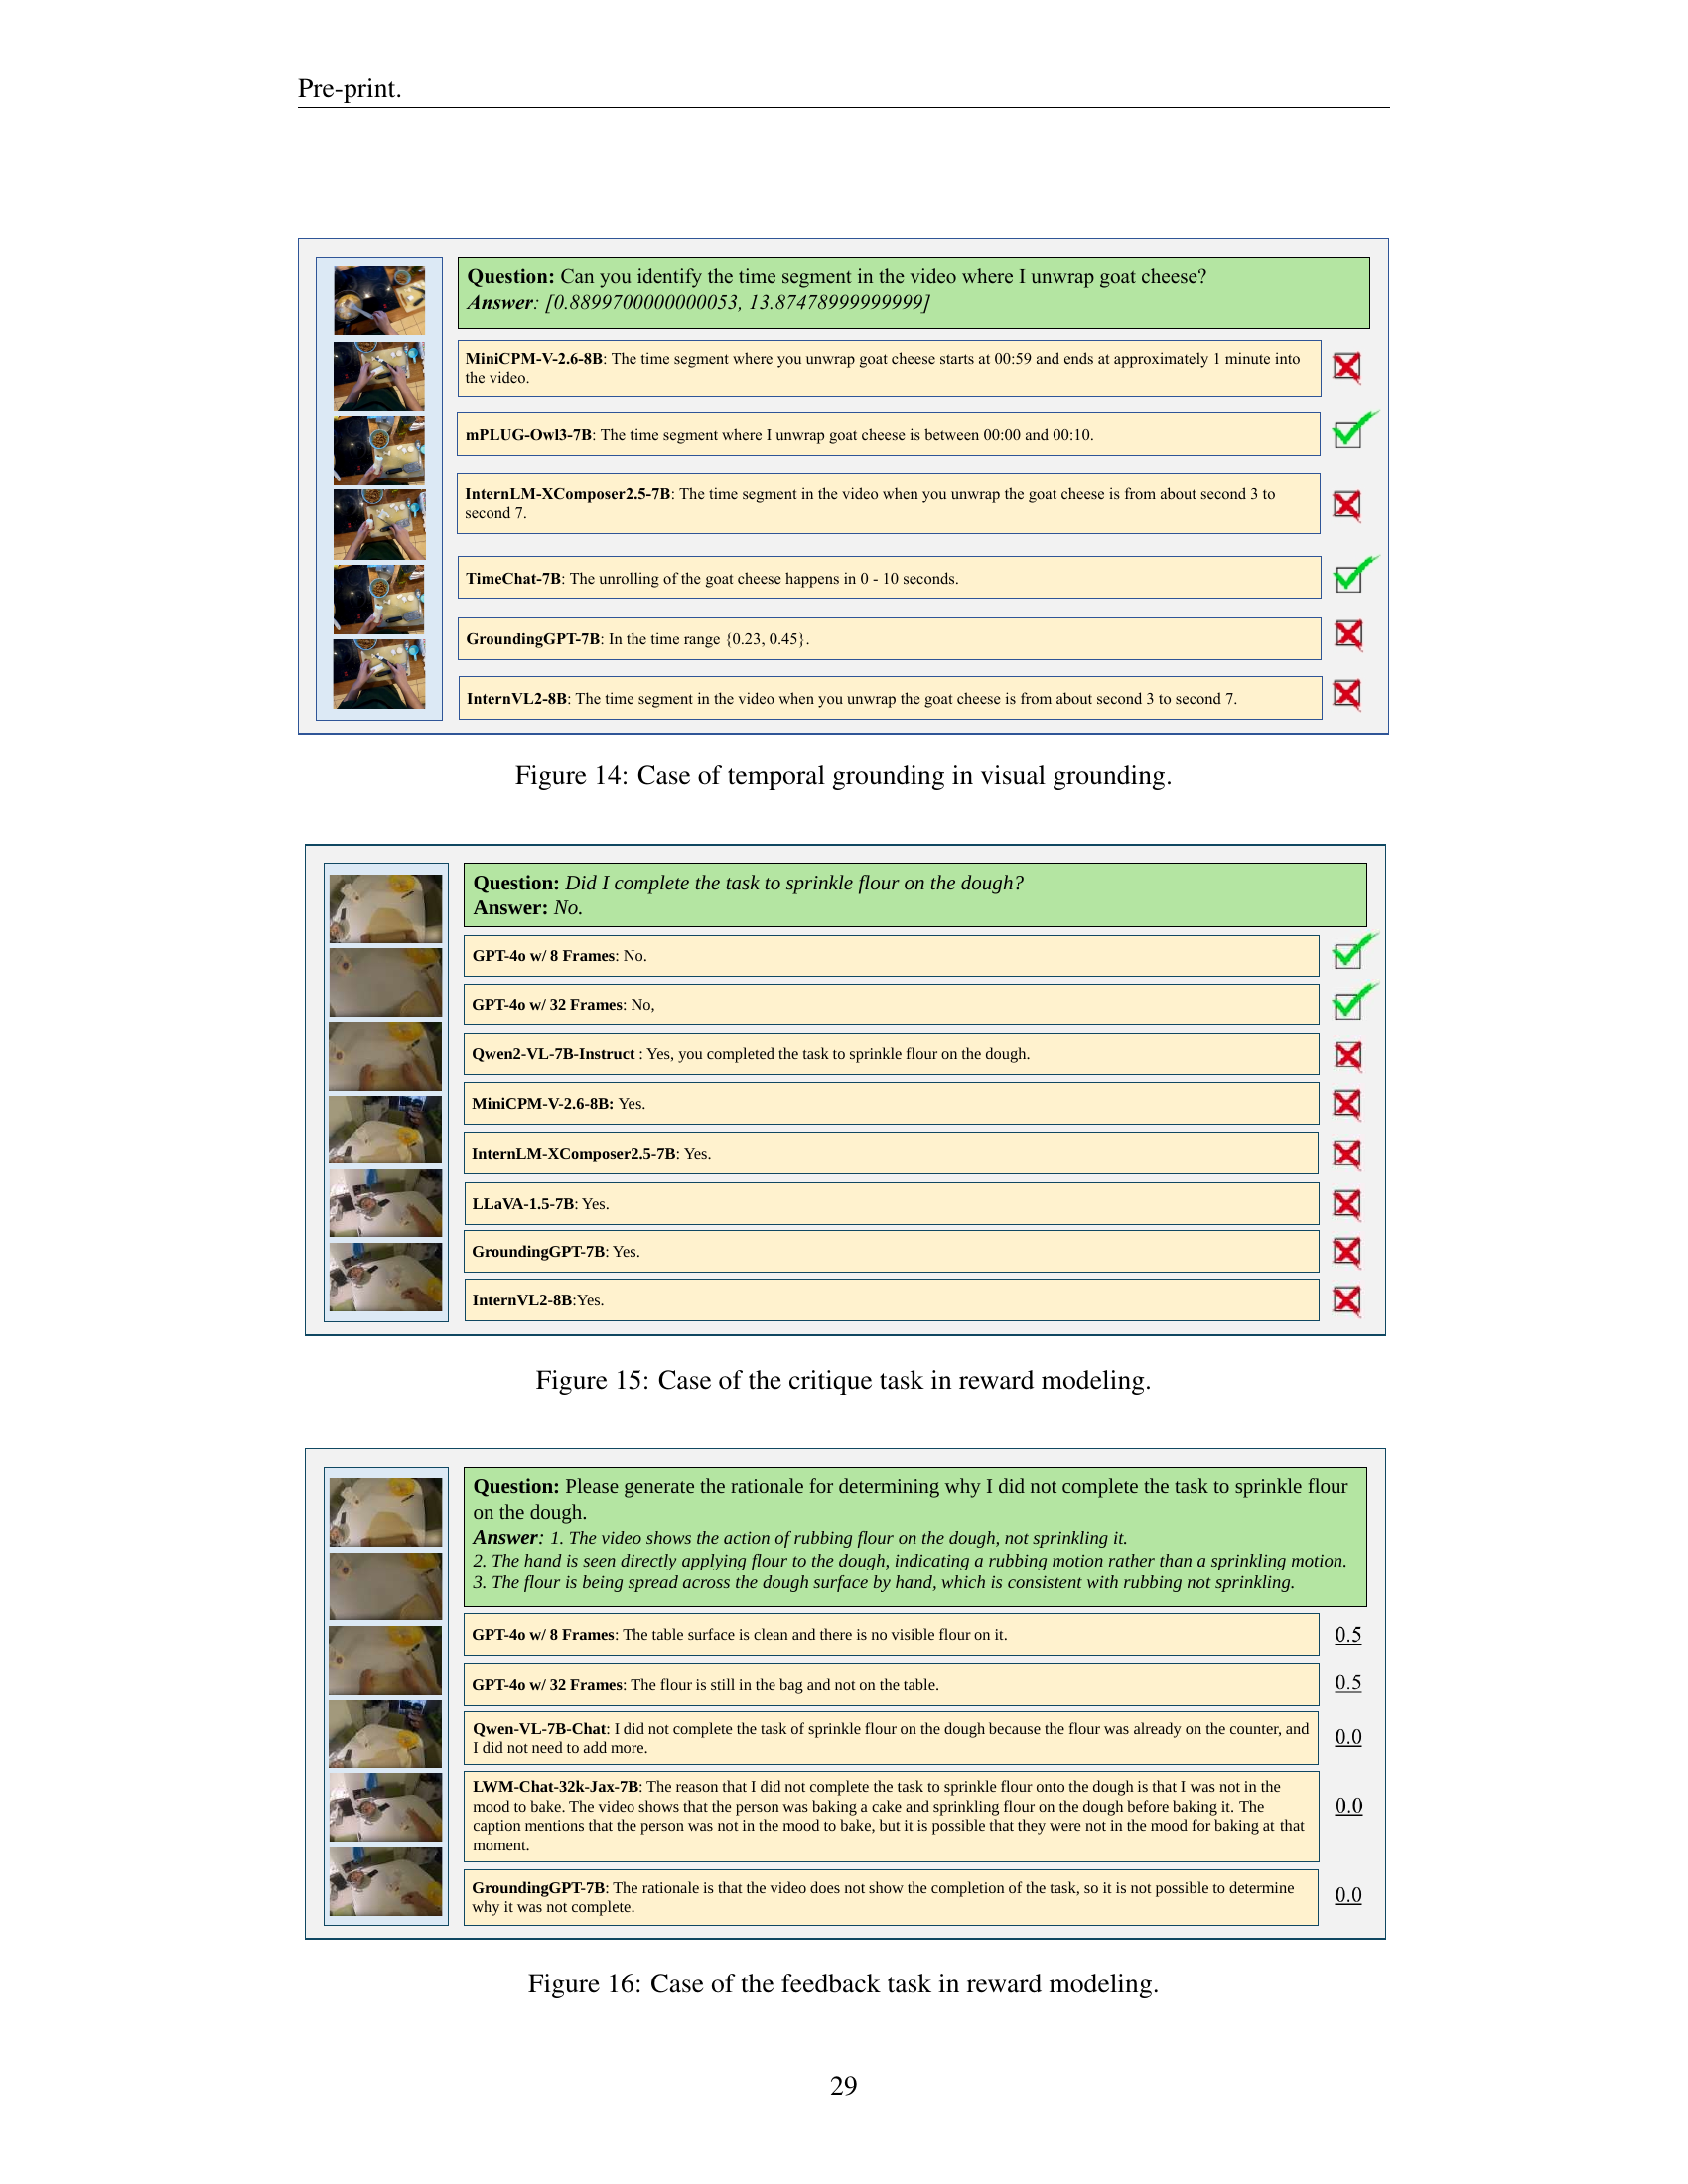 Pre-print.
Question: Can you identify the time segment in the video where I unwrap goat cheese?
Answer: [0.8899700000000053, 13.87478999999999]
MiniCPM-V-2.6-8B: The time segment where you unwrap goat cheese starts at 00:59 and ends at approximately 1 minute into
the video.
mPLUG-Owl3-7B: The time segment where I unwrap goat cheese is between 00:00 and 00:10.
InternLM-XComposer2.5-7B: The time segment in the video when you unwrap the goat cheese is from about second 3 to
second 7.
TimeChat-7B: The unrolling of the goat cheese happens in 0 - 10 seconds.
GroundingGPT-7B: In the time range {0.23, 0.45}.
InternVL2-8B: The time segment in the video when you unwrap the goat cheese is from about second 3 to second 7.
Figure 14: Case of temporal grounding in visual grounding.
Question: Did I complete the task to sprinkle flour on the dough?
Answer: No.
GPT-4o w/ 8 Frames: No.
GPT-4o w/ 32 Frames: No,
Qwen2-VL-7B-Instruct : Yes, you completed the task to sprinkle flour on the dough.
MiniCPM-V-2.6-8B: Yes.
InternLM-XComposer2.5-7B: Yes.
LLaVA-1.5-7B: Yes.
GroundingGPT-7B: Yes.
InternVL2-8B:Yes.
Figure 15: Case of the critique task in reward modeling.
Question: Please generate the rationale for determining why I did not complete the task to sprinkle flour
on the dough.
Answer: 1. The video shows the action of rubbing flour on the dough, not sprinkling it.
2. The hand is seen directly applying flour to the dough, indicating a rubbing motion rather than a sprinkling motion.
3. The flour is being spread across the dough surface by hand, which is consistent with rubbing not sprinkling.
GPT-4o w/ 8 Frames: The table surface is clean and there is no visible flour on it.
0.5
GPT-4o w/ 32 Frames: The flour is still in the bag and not on the table.
0.5
Qwen-VL-7B-Chat: I did not complete the task of sprinkle flour on the dough because the flour was already on the counter, and
I did not need to add more.
0.0
LWM-Chat-32k-Jax-7B: The reason that I did not complete the task to sprinkle flour onto the dough is that I was not in the
mood to bake. The video shows that the person was baking a cake and sprinkling flour on the dough before baking it. The
caption mentions that the person was not in the mood to bake, but it is possible that they were not in the mood for baking at that
moment.
0.0
GroundingGPT-7B: The rationale is that the video does not show the completion of the task, so it is not possible to determine
why it was not complete.
0.0
Figure 16: Case of the feedback task in reward modeling.
29